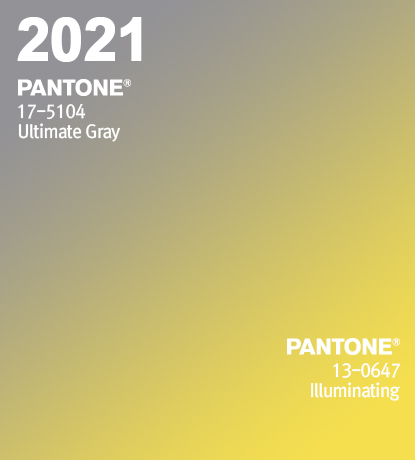 2021
PANTONE®
17-5104
Ultimate Gray
PANTONE®
13-0647
Illuminating